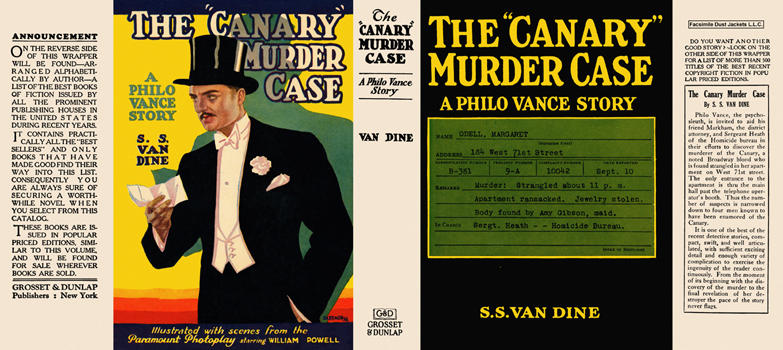 ANNOUNCEMENT
ON THE REVERSE SIDE
OF THIS WRAPPER
WILL BE FOUND—AR-
RANGED ALPHABETI-
CALLY BY AUTHOR—A
LIST OF THE BEST BOOKS
OF FICTION ISSUED BY
ALL THE PROMINENT
PUBLISHING HOUSES IN
THE UNITED STATES
DURING RECENT YEARS.
IT CONTAINS PRACTI-
CALLY ALL THE "BEST
SELLERS" AND ONLY
BOOKS THAT HAVE
MADE GOOD FIND THEIR
WAY INTO THIS LIST.
CONSEQUENTLY YOU
ARE ALWAYS SURE OF
SECURING A WORTH-
WHILE NOVEL WHEN
YOU SELECT FROM THIS
CATALOG.
THESE BOOKS ARE IS-
SUED IN POPULAR
PRICED EDITIONS, SIMI-
LAR TO THIS VOLUME,
AND WILL BE FOUND
FOR SALE WHEREVER
BOOKS ARE SOLD.
GROSSET & DUNLAP
Publishers : New York
THE "CANARY"
MURDER
CASE
A
PHILO
VANCE
STORY
S. S.
VAN
DINE
Illustrated with scenes from the
Paramount Photoplay starring WILLIAM POWELL
The
"CANARY"
MURDER
CASE
A Philo Vance
Story
VAN DINE
G&D
GROSSET
& DUNLAP
THE "CANARY"
MURDER CASE
A PHILO VANCE STORY
NAME ODELL, MARGARET
ADDRESS 184 West 71st Street
B-351 9-A 10042 Sept. 10
REMARKS Murder: Strangled about 11 p. m.
Apartment ransacked. Jewelry stolen.
Body found by Amy Gibson, maid.
IN CHARGE Sergt. Heath - - Homicide Bureau.
S.S. VAN DINE
Facsimile Dust Jackets L.L.C.
DO YOU WANT ANOTHER
GOOD STORY? LOOK ON THE
OTHER SIDE OF THIS WRAPPER
FOR A LIST OF MORE THAN 500
TITLES OF THE BEST RECENT
COPYRIGHT FICTION IN POPU
LAR PRICED EDITIONS.
The Canary Murder Case
By S. S. VAN DINE
Philo Vance, the psycho-
sleuth, is invited to aid his
friend Markham, the district
attorney, and Sergeant Heath
of the Homicide bureau in
their efforts to discover the
murderer of the Canary, a
noted Broadway blond who
is found strangled in her apart-
ment on West 71st street.
The only entrance to the
apartment is thru the main
hall past the telephone oper-
ator's booth. Thus the num-
ber of suspects is narrowed
down to four men known to
have been enamored of the
Canary.
It is one of the best of the
recent detective stories, com-
pact, swift, and well articu-
lated, with sufficient exciting
detail and enough variety of
complication to exercise the
ingenuity of the reader con-
tinuously. From the moment
of its beginning with the dis-
covery of the murder to the
final revelation of her de-
stroyer the pace of the story
never flags.